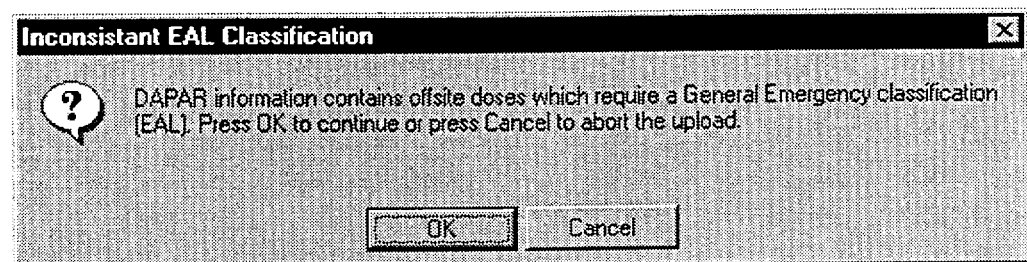 Inconsistant EAL Classification
DAPAR information contains offsite doses which require a General Emergency classification
(EAL). Press OK to continue or press Cancel to abort the upload.
OK
Cancel